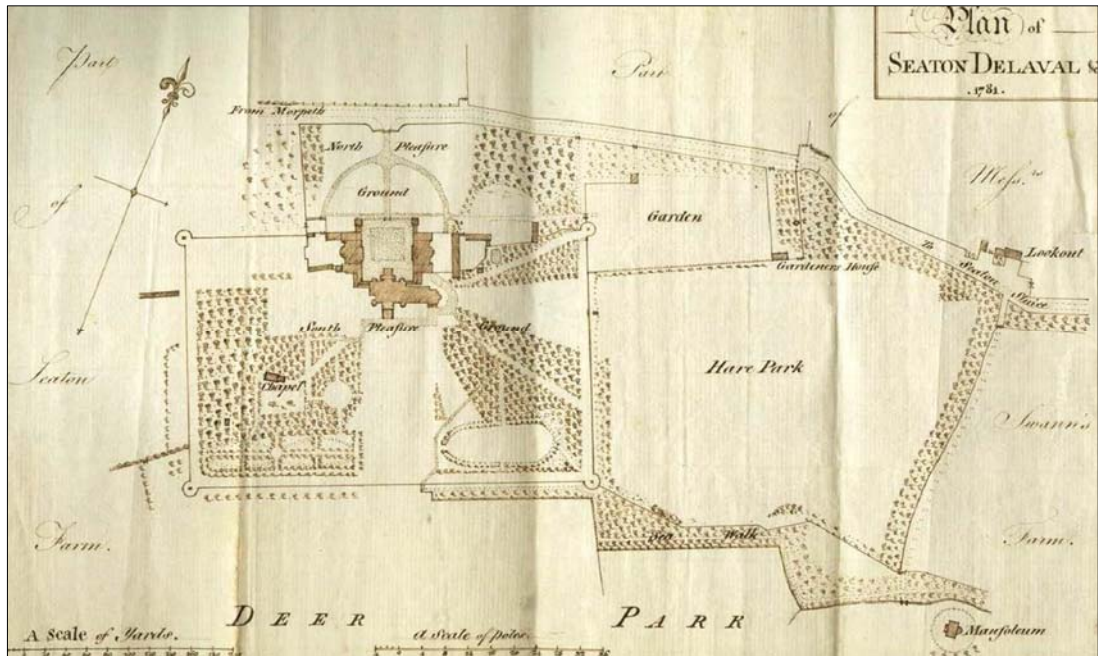 Plan of
SEATON DELAVAL &
.1781.
Part
Part
of
Mess.rs
From Morpeth
North Pleasure
Ground
Garden
Gardeners House
To
Seaton
Sluice
Lookout
of
South Pleasure Ground
Chapel
Hare Park
Seaton
Swann's
Farm.
Sea Walk
Farm.
DEER PARK
A Scale of Yards.
a Scale of poles.
Mausoleum